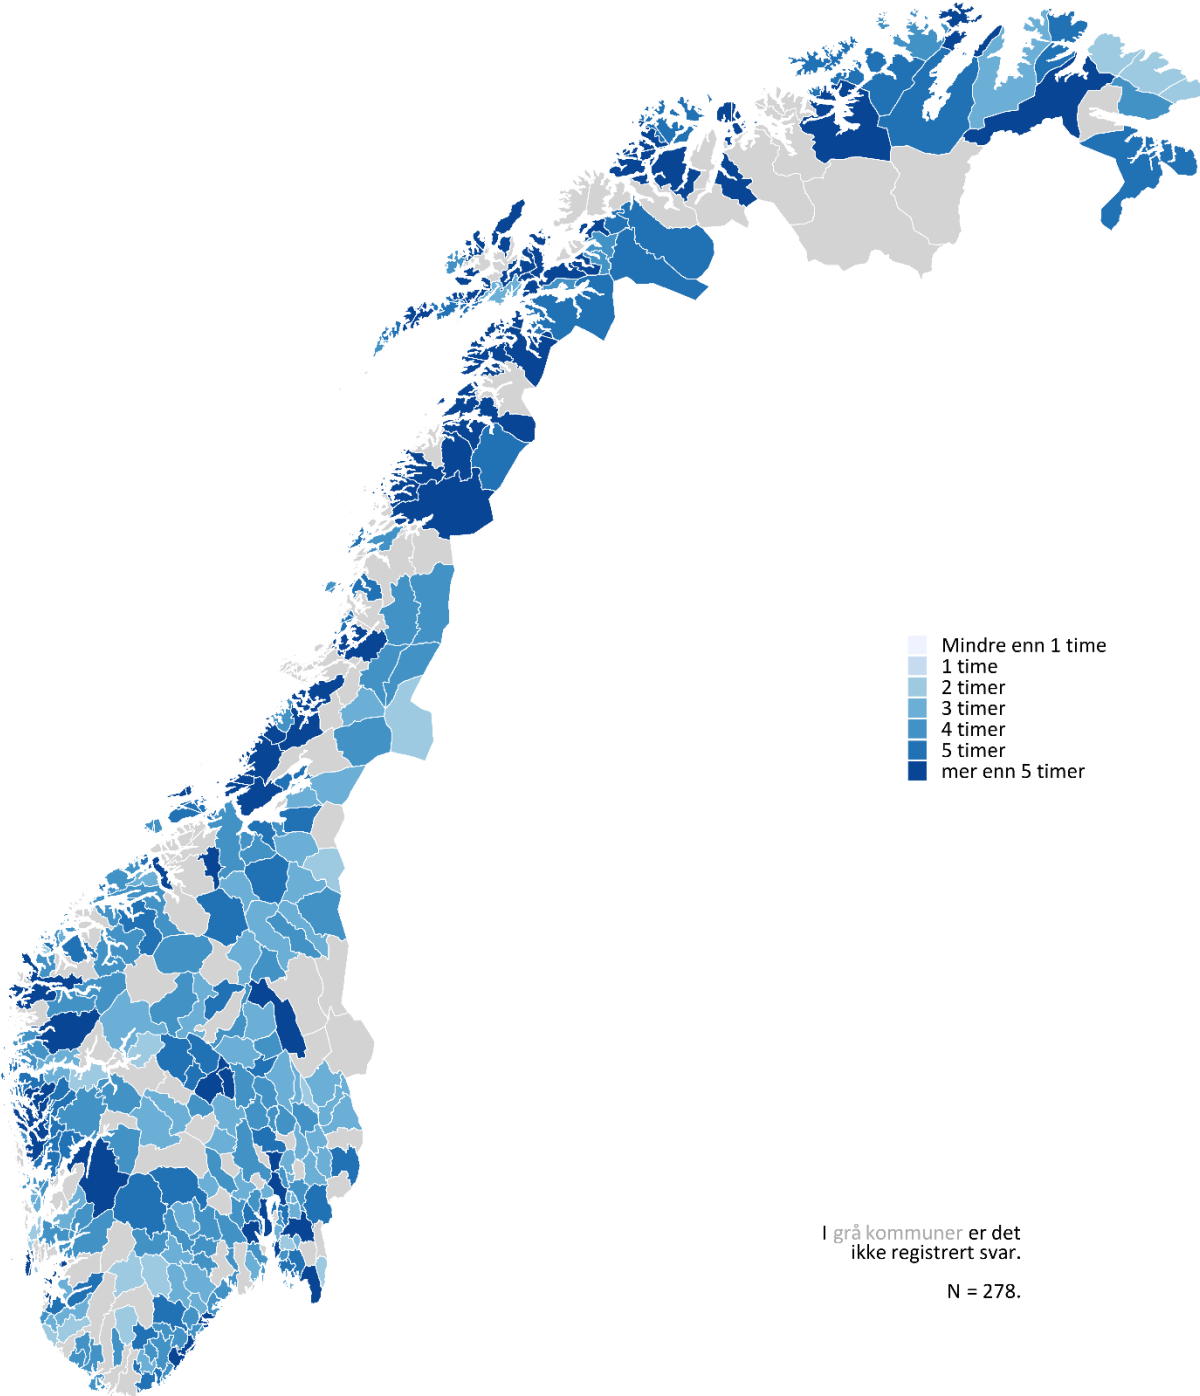 Mindre enn 1 time
1 time
2 timer
3 timer
4 timer
5 timer
mer enn 5 timer
I grå kommuner er det
ikke registrert svar.
N = 278.